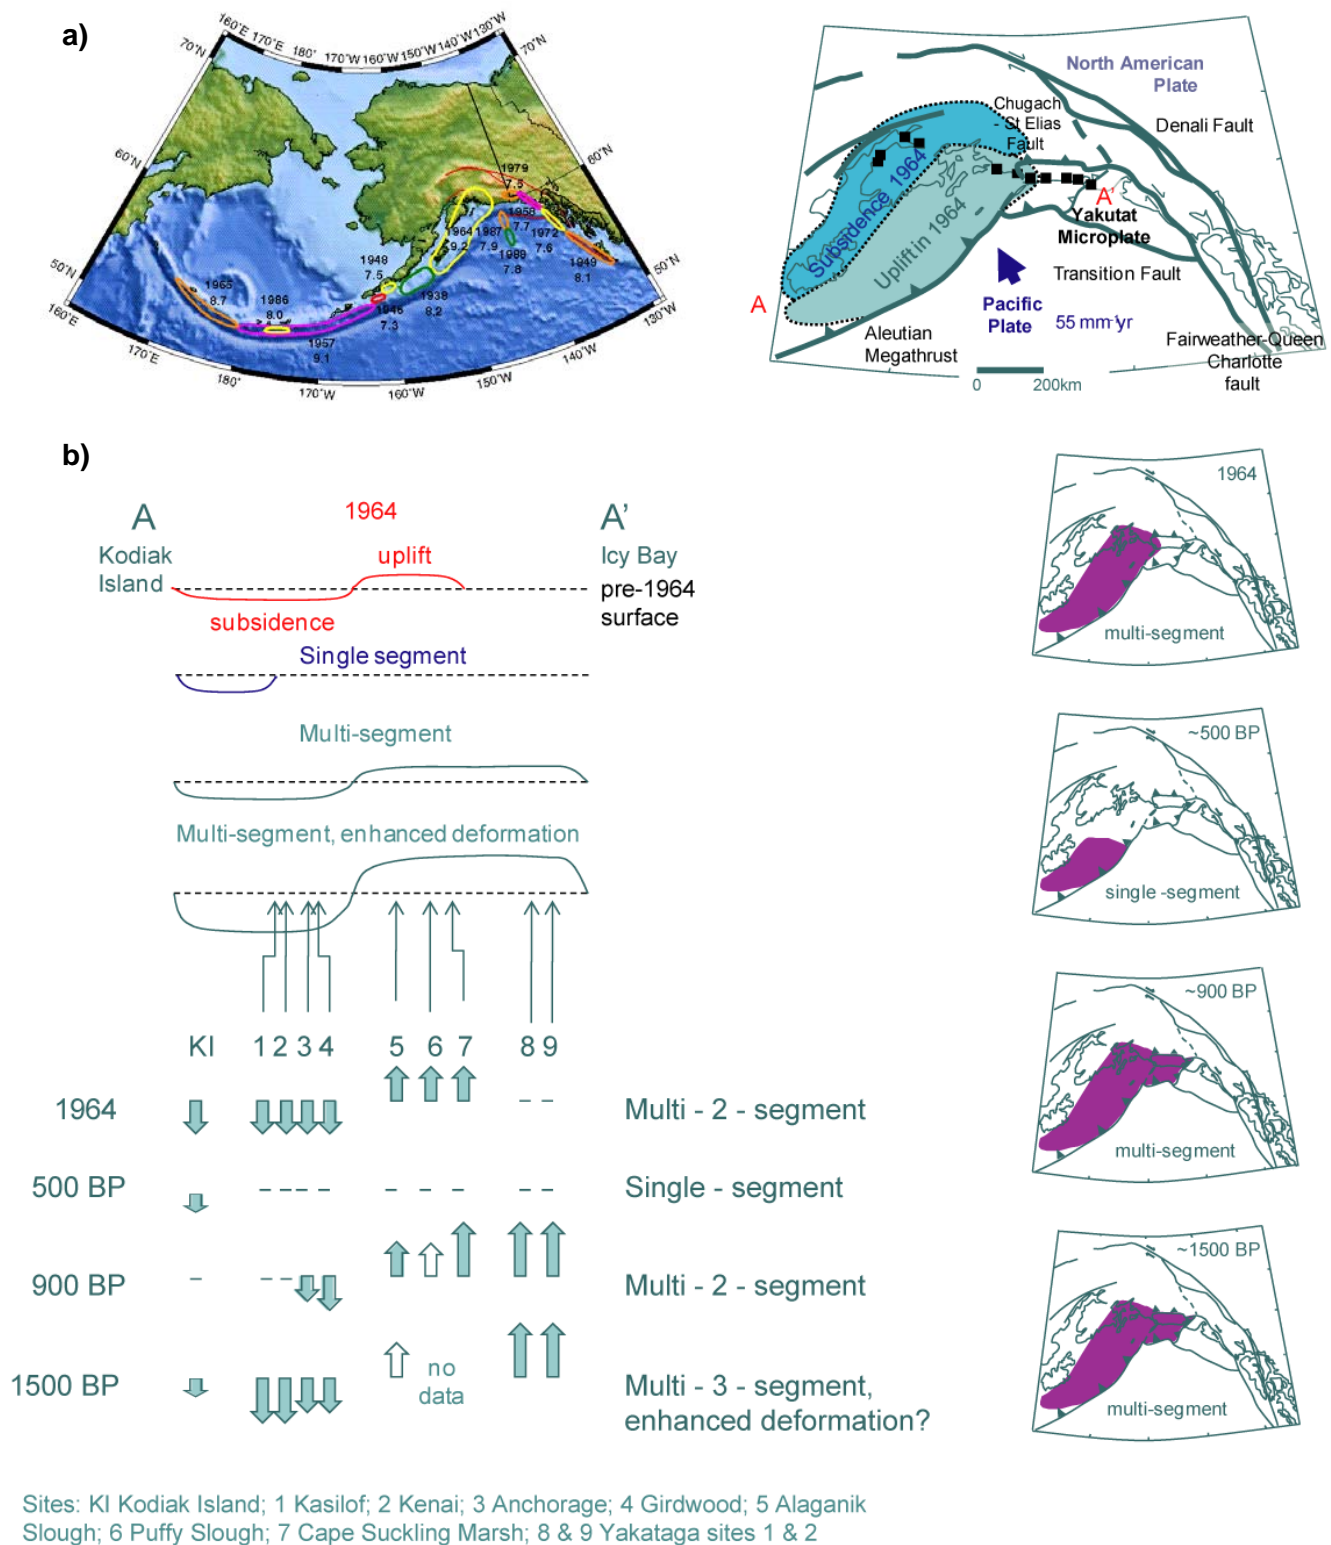 a)
160°E 170°E 180° 170°W 160°W 150°W 140°W 130°W
70°N
70°N
60°N
60°N
50°N
50°N
160°E
170°E
180°
170°W
160°W
150°W
140°W
130°W
1979
7.5
1958
7.7
1964
9.2
1987
7.9
1972
7.6
1988
7.8
1949
8.1
1948
7.5
1938
8.2
1946
7.3
1965
8.7
1986
8.0
1957
9.1
North American
Plate
Chugach
- St Elias
Fault
Denali Fault
Subsidence 1964
Uplift in 1964
A'
Yakutat
Microplate
Transition Fault
A
Pacific
Plate
55 mm-yr
Aleutian
Megathrust
Fairweather-Queen
Charlotte
fault
0 200km
b)
A 1964 A’
Kodiak
Island
uplift
Icy Bay
pre-1964
surface
subsidence
Single segment
Multi-segment
Multi-segment, enhanced deformation
KI 1 2 3 4 5 6 7 8 9
1964 Multi - 2 - segment
500 BP Single - segment
900 BP Multi - 2 - segment
no
data
1500 BP Multi - 3 - segment,
enhanced deformation?
1964
multi-segment
~500 BP
single -segment
~900 BP
multi-segment
~1500 BP
multi-segment
Sites: KI Kodiak Island; 1 Kasilof; 2 Kenai; 3 Anchorage; 4 Girdwood; 5 Alaganik
Slough; 6 Puffy Slough; 7 Cape Suckling Marsh; 8 & 9 Yakataga sites 1 & 2